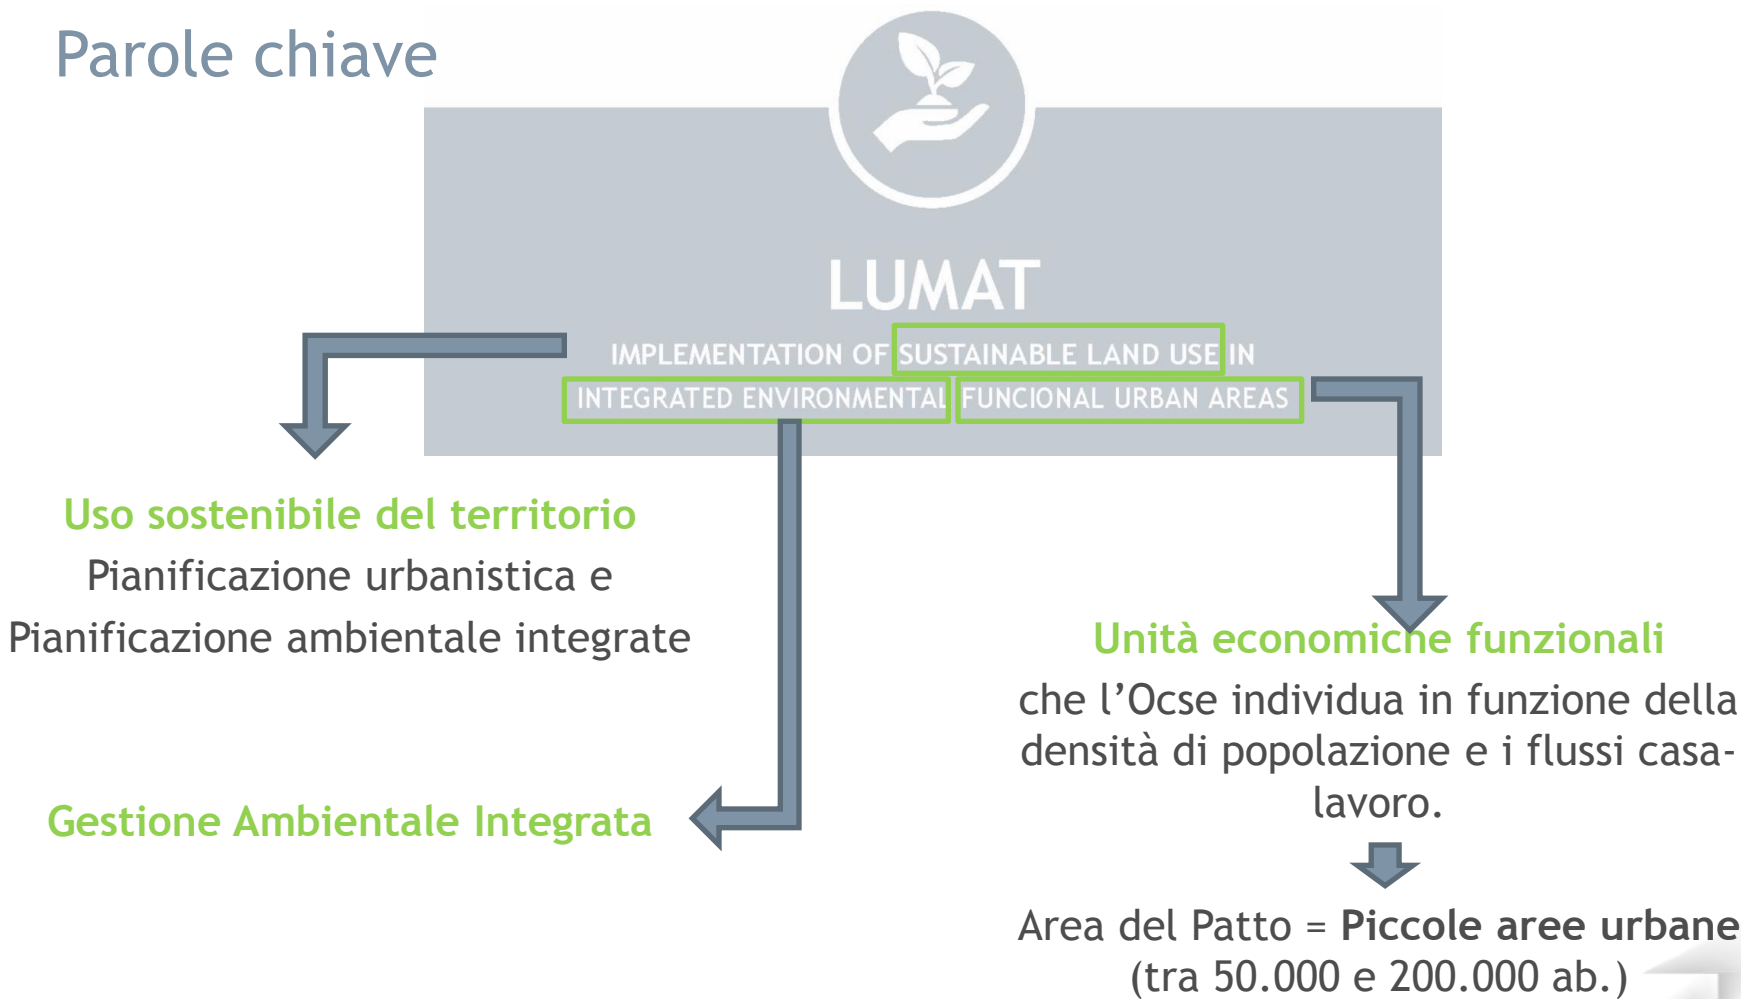 Parole chiave
LUMAT
IMPLEMENTATION OF SUSTAINABLE LAND USE IN
INTEGRATED ENVIRONMENTAL FUNCIONAL URBAN AREAS
Uso sostenibile del territorio
Pianificazione urbanistica e
Pianificazione ambientale integrate
Gestione Ambientale Integrata
Unità economiche funzionali
che l’Ocse individua in funzione della
densità di popolazione e i flussi casa-
lavoro.
Area del Patto = Piccole aree urbane
(tra 50.000 e 200.000 ab.)